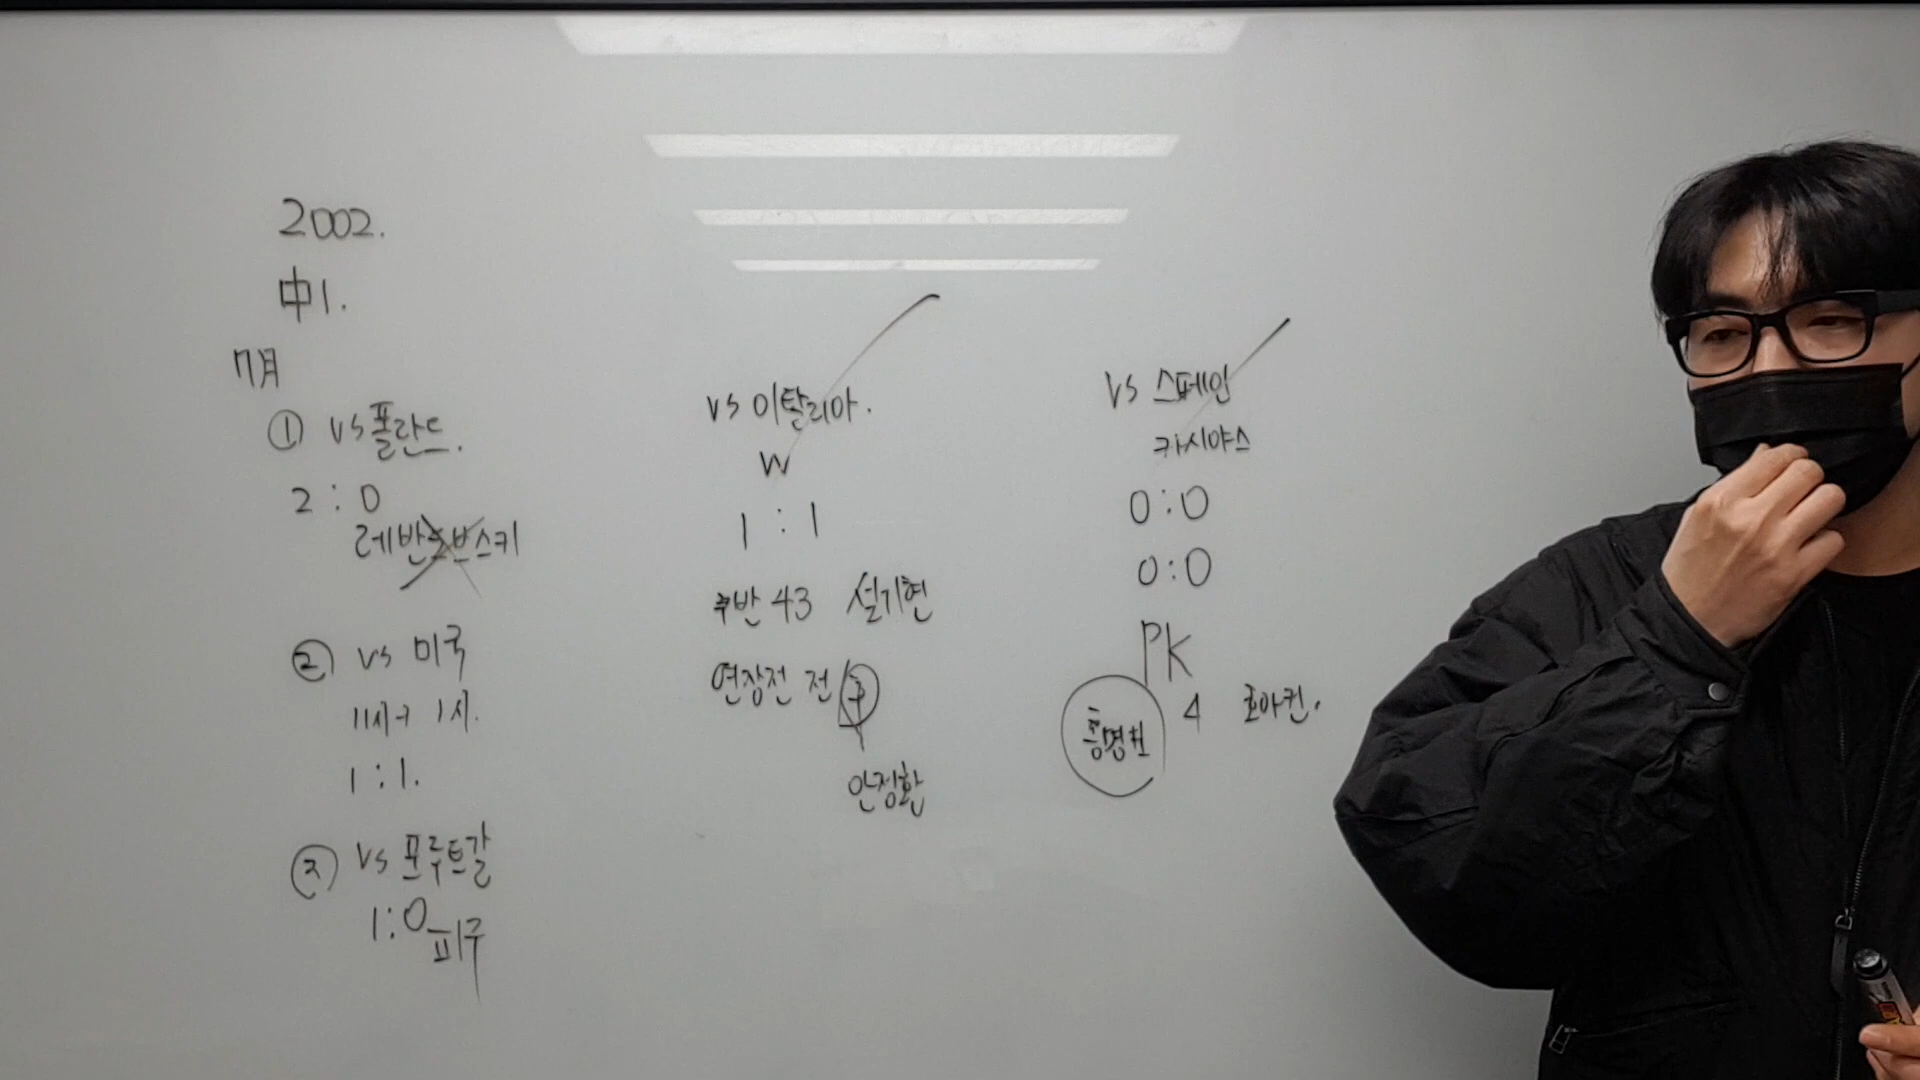 2002.
中1.
7月
① vs 폴란드.
2 : 0
레반도브스키
② vs 미국
11시 → 1시.
1 : 1.
③ vs 포루트갈
1:0 피구
vs 이탈리아.
W
1 : 1
후반 43 설기현
연장전 전 후
안정환
vs 스페인
카시야스
0:0
0:0
PK
홍명보 4 호아킨.